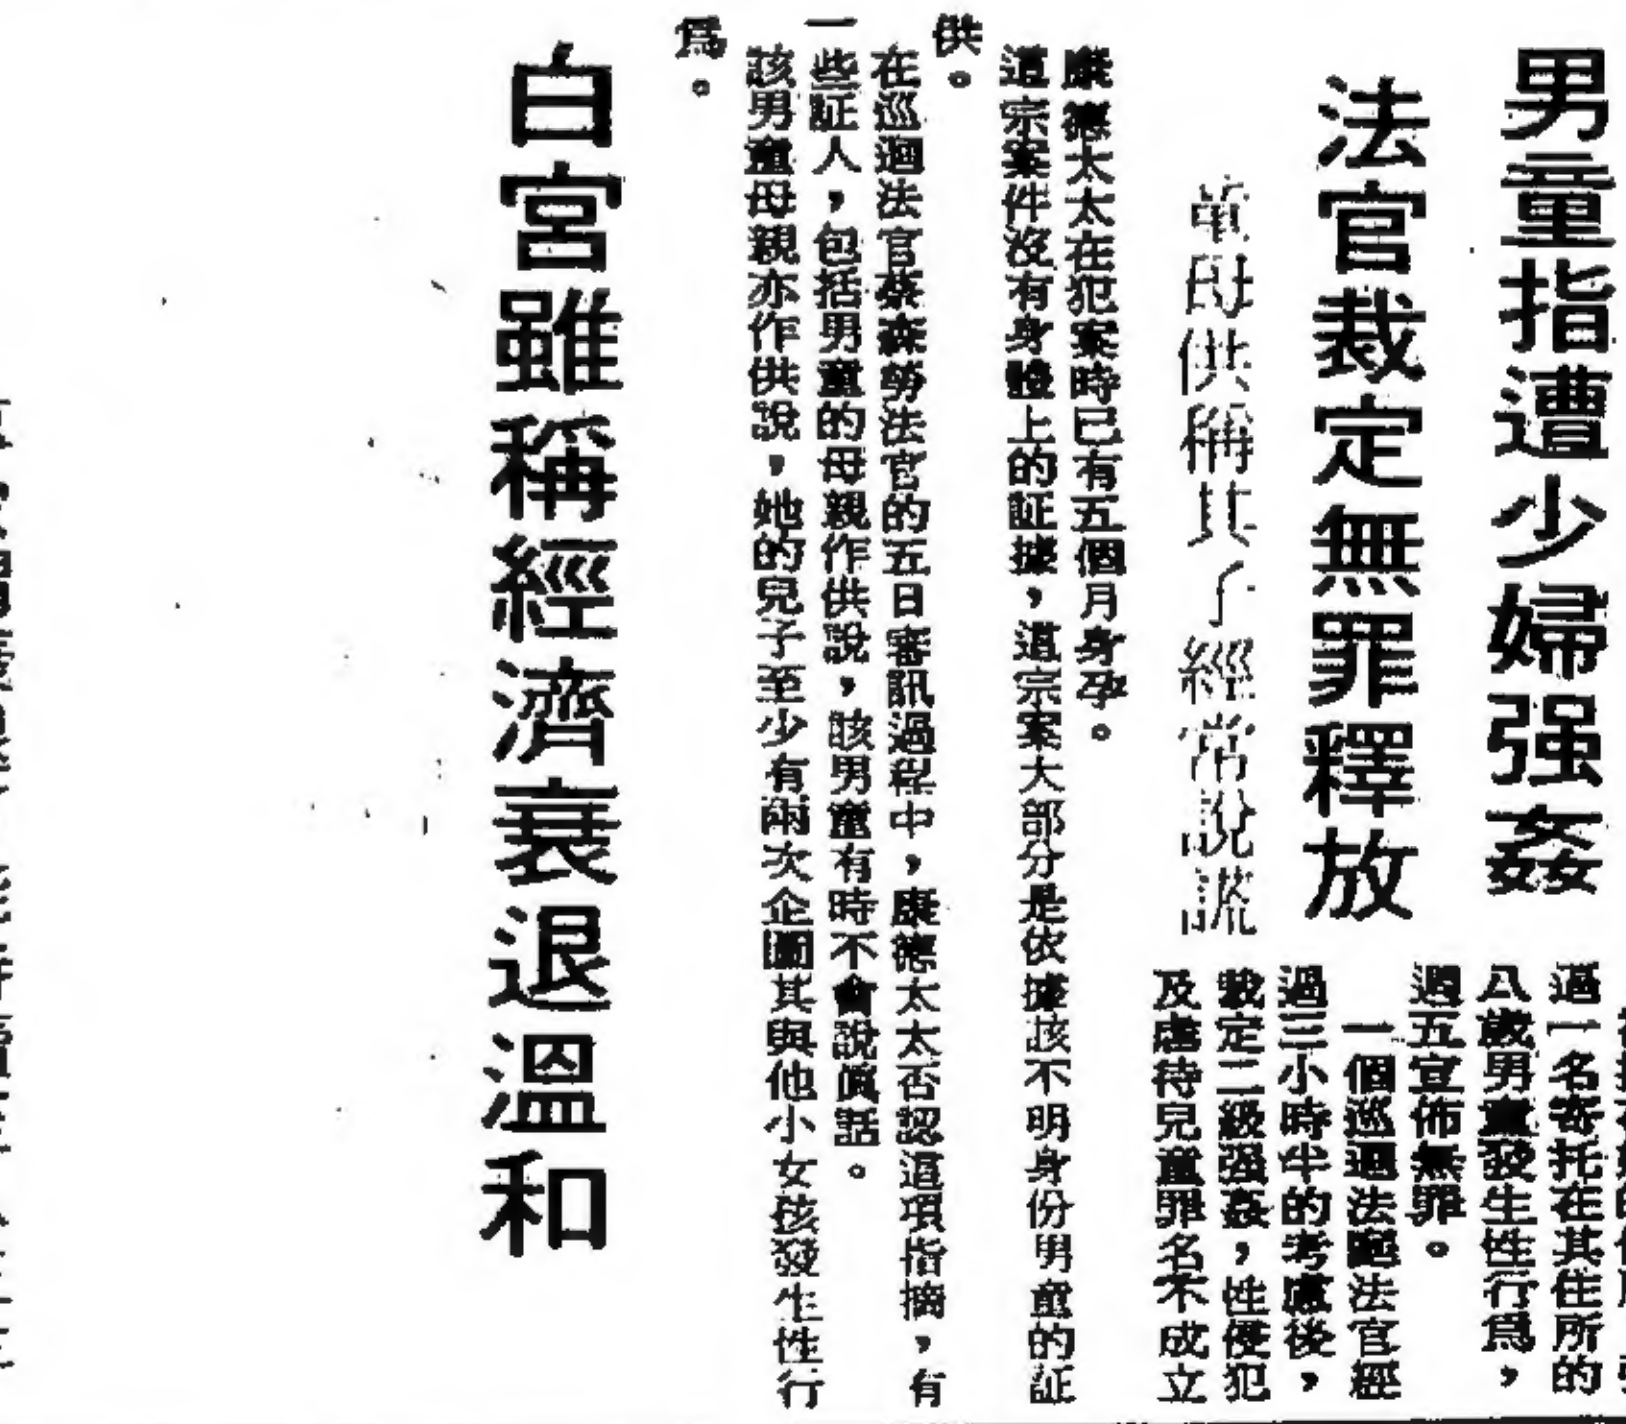 男童指遭少婦强姦
法官裁定無罪釋放
童母供稱其子經常說謊
逼一名寄托在其住所的
八歲男童發生性行爲，
週五宣佈無罪。
一個巡迴法庭法官經
過三小時半的考慮後，
裁定二級强姦，性侵犯
及虐待兒童罪名不成立
康德太太在犯案時已有五個月身孕。
這宗案件沒有身體上的証據，這宗案大部分是依據該不明身份男童的証
供。
在巡迴法官蔡森勞法官的五日審訊過程中，康德太太否認這項指摘，有
一些証人，包括男童的母親作供說，該男童有時不會說眞話。
該男童母親亦作供說，她的兒子至少有兩次企圖其與他小女孩發生性行
爲。
白宮雖稱經濟衰退溫和